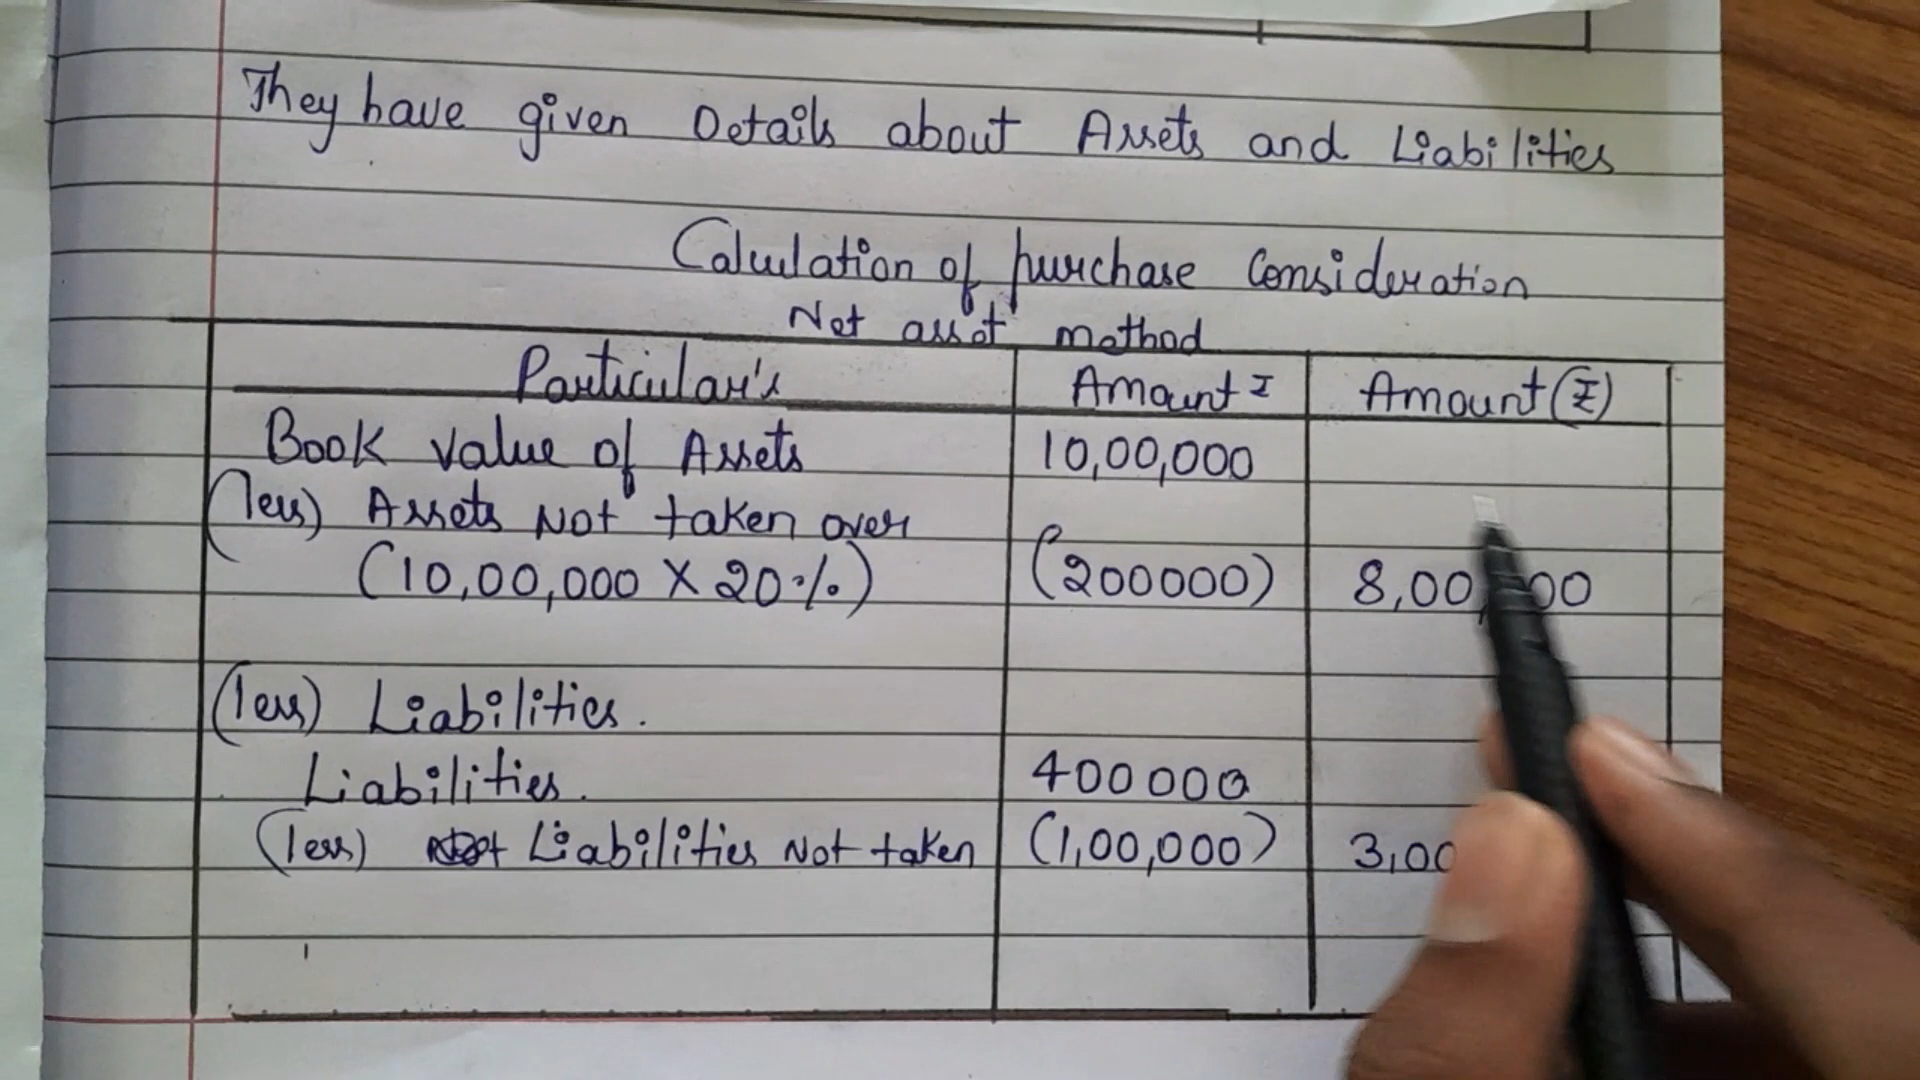 They have given Details about Assets and Liabilities
Calculation of purchase Consideration
Net asset method
Particular's Amount ₹ Amount (₹)
Book value of Assets 10,00,000
(less) Assets Not taken over
(10,00,000 X 20%) (200000)
(less) Liabilities.
Liabilities. 400000
(less) Liabilities Not taken (1,00,000)